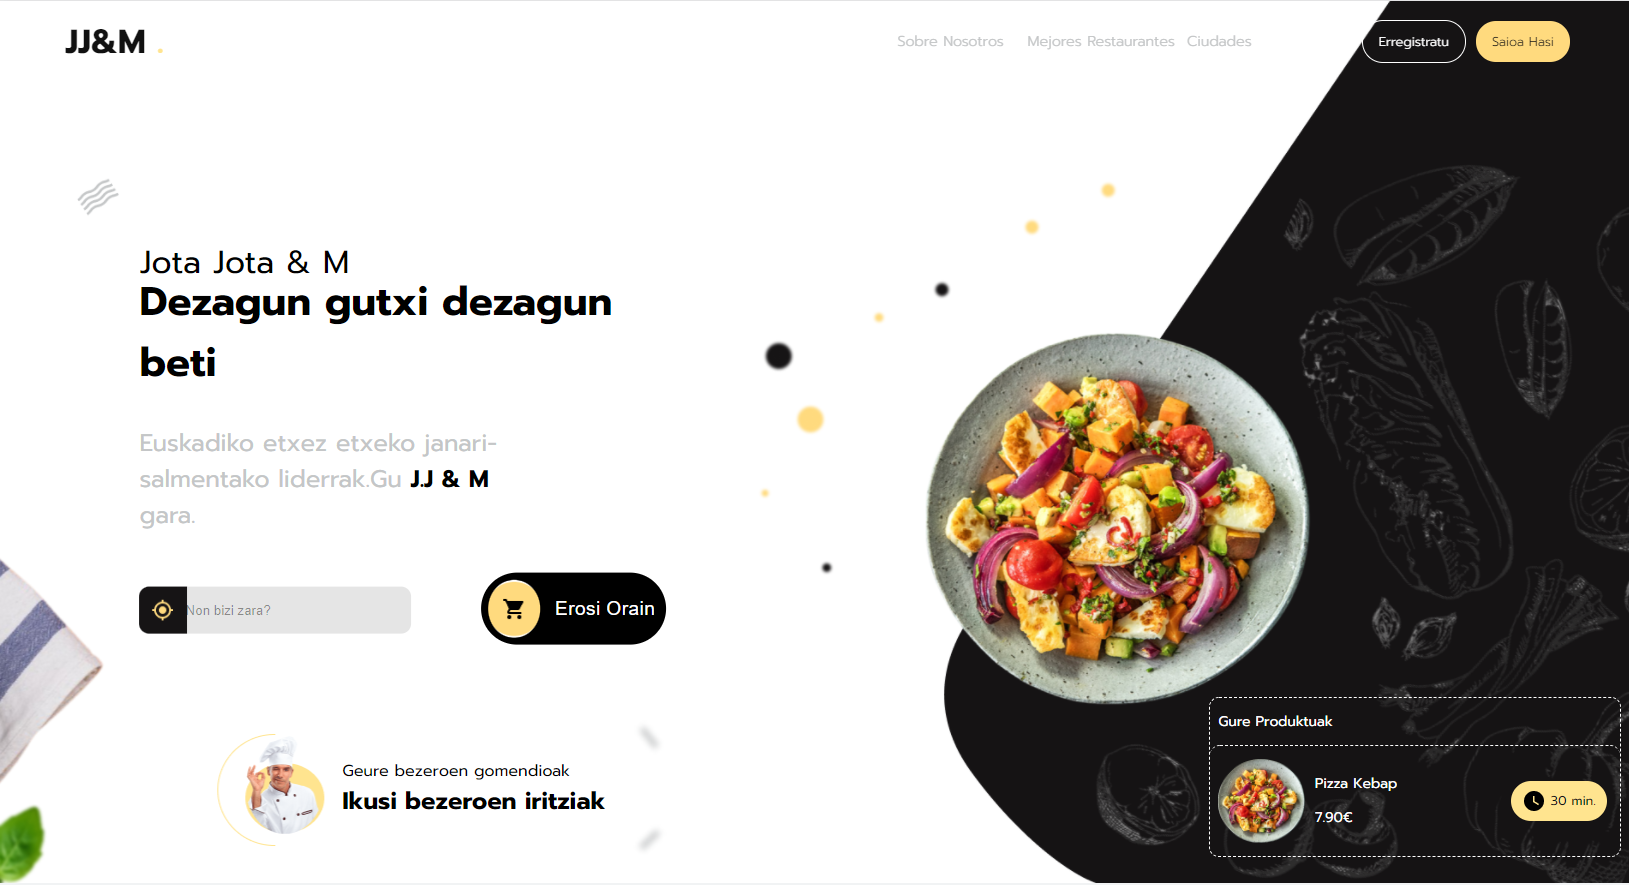 JJ&M .
Sobre Nosotros Mejores Restaurantes Ciudades
Erregistratu
Saioa Hasi
Jota Jota & M
Dezagun gutxi dezagun
beti
Euskadiko etxez etxeko janari-
salmentako liderrak.Gu J.J & M
gara.
Non bizi zara?
Erosi Orain
Geure bezeroen gomendioak
Ikusi bezeroen iritziak
Gure Produktuak
Pizza Kebap
7.90€
30 min.